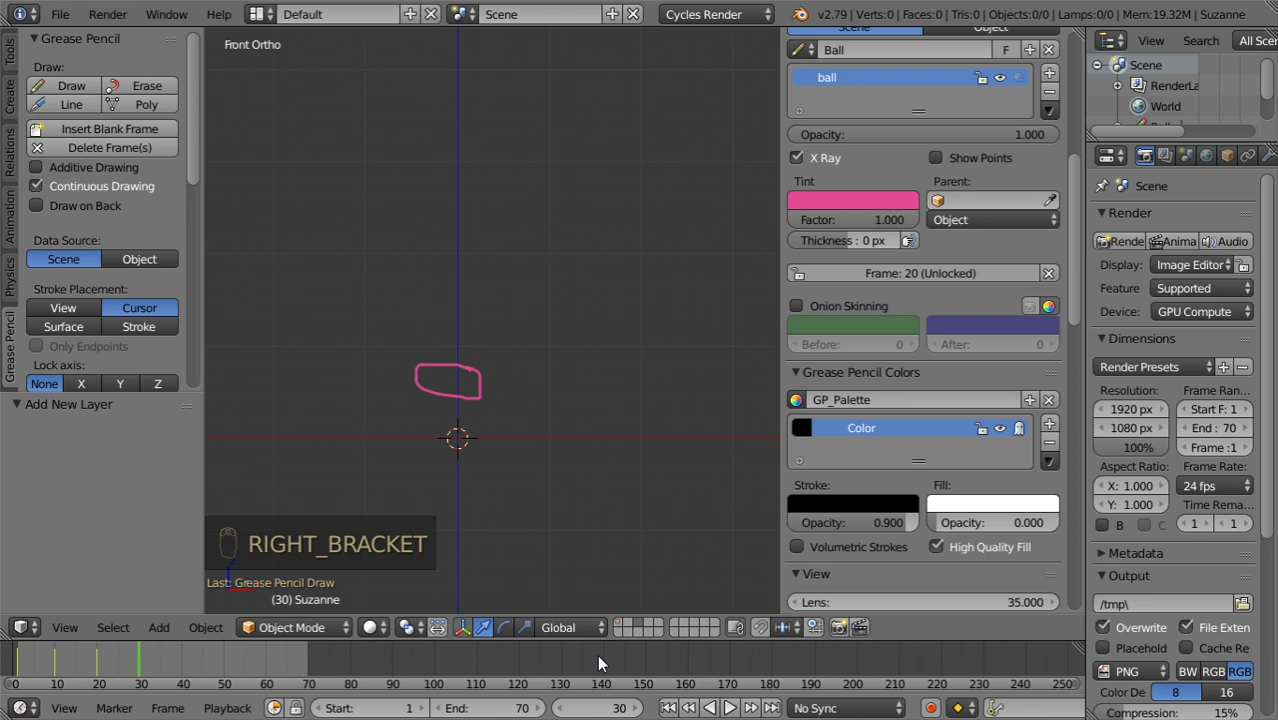 File Render Window Help Default Scene Cycles Render v2.79 | Verts:0 | Faces:0 | Tris:0 | Objects:0/0 | Lamps:0/0 | Mem:19.32M | Suzanne
Grease Pencil
Draw:
Draw Erase
Line Poly
Insert Blank Frame
Delete Frame(s)
Additive Drawing
Continuous Drawing
Draw on Back
Data Source:
Scene Object
Stroke Placement:
View Cursor
Surface Stroke
Only Endpoints
Lock axis:
None X Y Z
Add New Layer
Tools
Create
Relations
Animation
Physics
Grease Pencil
Front Ortho
RIGHT_BRACKET
Last: Grease Pencil Draw
(30) Suzanne
Scene Object
Ball F
ball
Opacity: 1.000
X Ray Show Points
Tint Parent:
Factor: 1.000 Object
Thickness: 0 px
Frame: 20 (Unlocked)
Onion Skinning
Before: 0 After: 0
Grease Pencil Colors
GP_Palette
Color
Stroke: Fill:
Opacity: 0.900 Opacity: 0.000
Volumetric Strokes High Quality Fill
View
Lens: 35.000
View Search All Scer
Scene
RenderLa
World
Scene
Render
Rende Anima Audio
Display: Image Editor
Feature Supported
Device: GPU Compute
Dimensions
Render Presets
Resolution: Frame Ran...
1920 px Start F: 1
1080 px End : 70
100% Frame :1
Aspect Ratio: Frame Rate:
X: 1.000 24 fps
Y: 1.000 Time Rema...
B C 1 1
Metadata
Output
/tmp\
Overwrite File Exten
Placehold Cache Re
PNG BW RGB RGB
Color De 8 16
Compression: 15%
View Select Add Object Object Mode Global
0 10 20 30 40 50 60 70 80 90 100 110 120 130 140 150 160 170 180 190 200 210 220 230 240 250
View Marker Frame Playback Start: 1 End: 70 30 No Sync